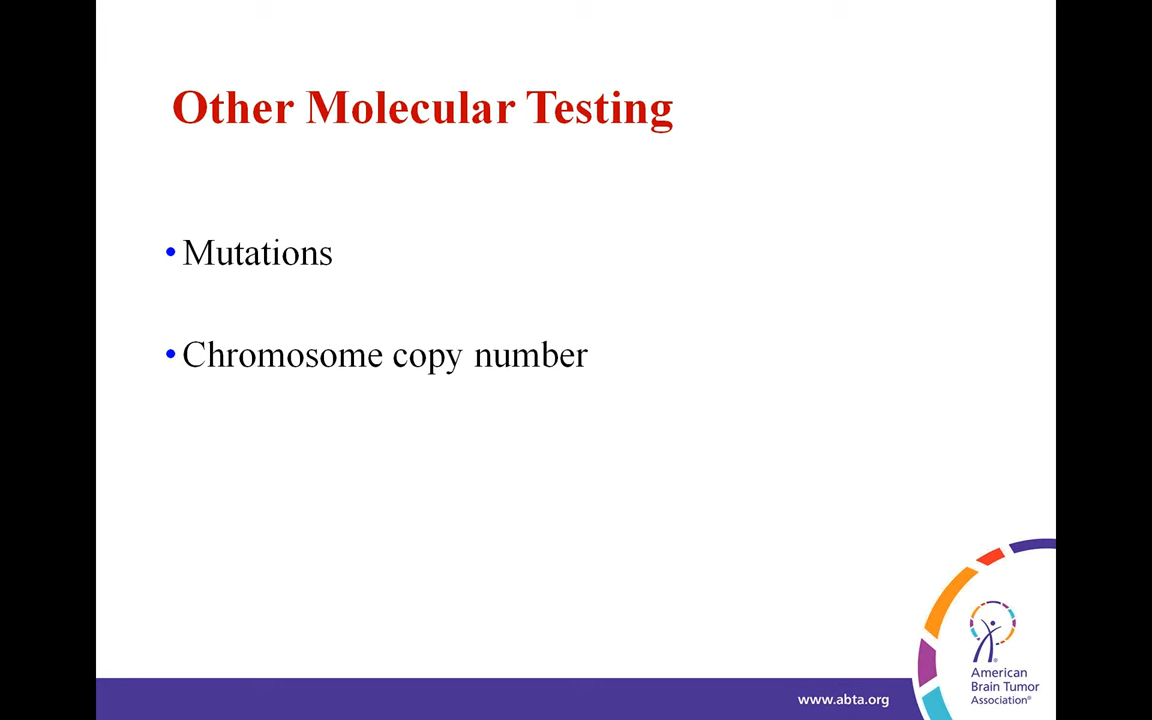 Other Molecular Testing
• Mutations
• Chromosome copy number
American
Brain Tumor
Association®
www.abta.org